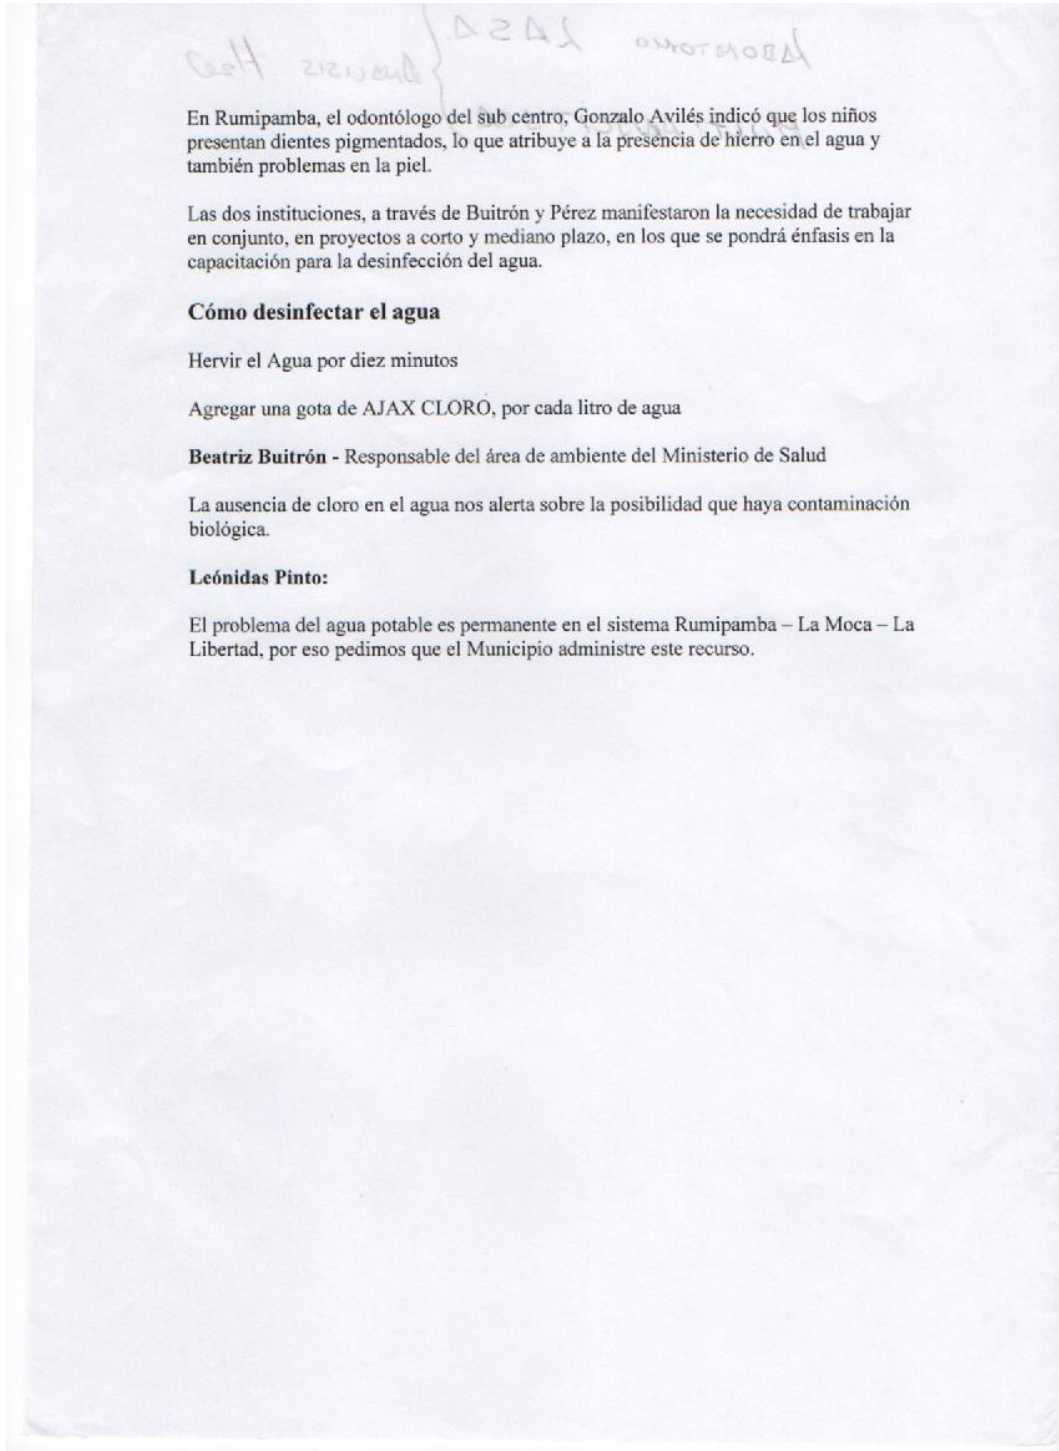 LABORATORIO LASA
En Rumipamba, el odontólogo del sub centro, Gonzalo Avilés indicó que los niños
presentan dientes pigmentados, lo que atribuye a la presencia de hierro en el agua y
también problemas en la piel.
Las dos instituciones, a través de Buitrón y Pérez manifestaron la necesidad de trabajar
en conjunto, en proyectos a corto y mediano plazo, en los que se pondrá énfasis en la
capacitación para la desinfección del agua.
Cómo desinfectar el agua
Hervir el Agua por diez minutos
Agregar una gota de AJAX CLORO, por cada litro de agua
Beatriz Buitrón - Responsable del área de ambiente del Ministerio de Salud
La ausencia de cloro en el agua nos alerta sobre la posibilidad que haya contaminación
biológica.
Leónidas Pinto:
El problema del agua potable es permanente en el sistema Rumipamba – La Moca – La
Libertad, por eso pedimos que el Municipio administre este recurso.